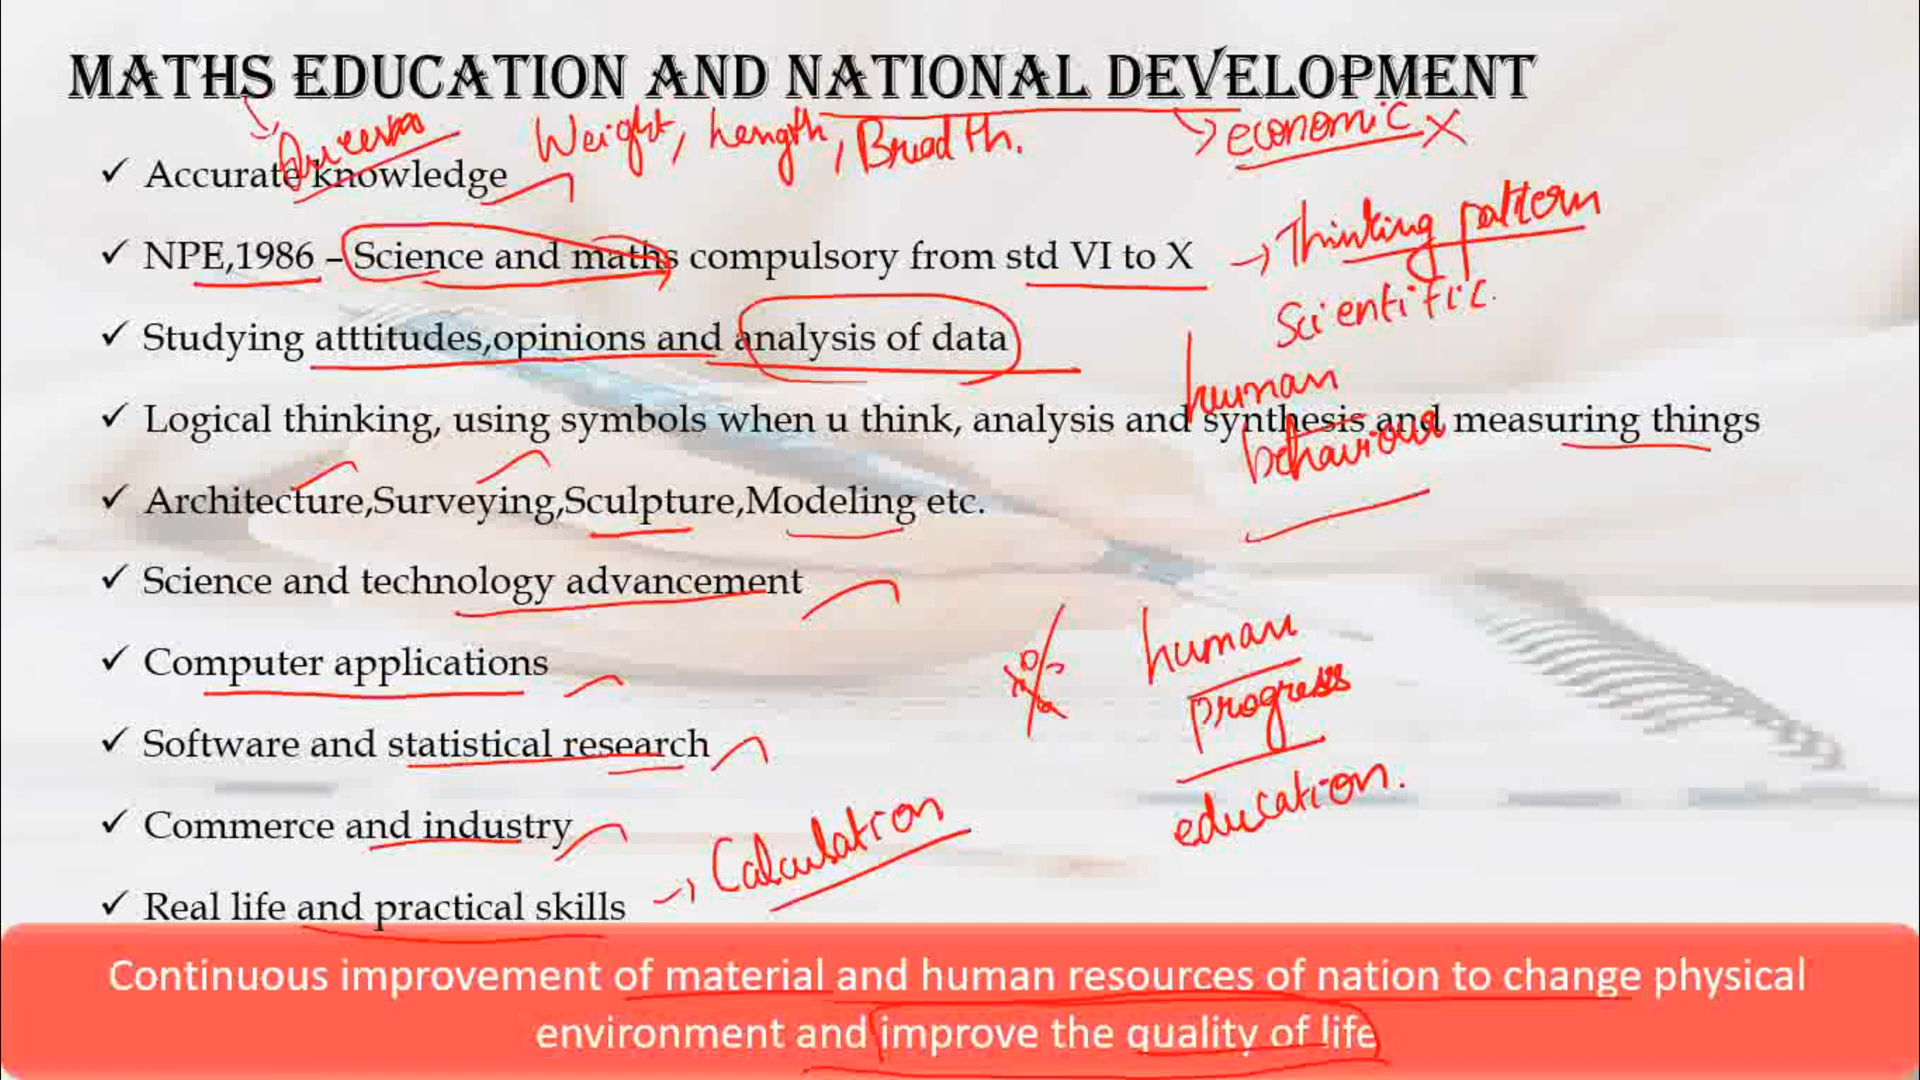 MATHS EDUCATION AND NATIONAL DEVELOPMENT
Weight, Length, Breadth.
economic X
✓ Accurate knowledge
Thinking pattern
✓ NPE,1986 – Science and maths compulsory from std VI to X
Scientific.
✓ Studying atttitudes,opinions and analysis of data
human
✓ Logical thinking, using symbols when u think, analysis and synthesis and measuring things
behaviour
✓ Architecture,Surveying,Sculpture,Modeling etc.
✓ Science and technology advancement
human
✓ Computer applications
progress
✓ Software and statistical research
education.
✓ Commerce and industry
Calculation
✓ Real life and practical skills
Continuous improvement of material and human resources of nation to change physical
environment and improve the quality of life